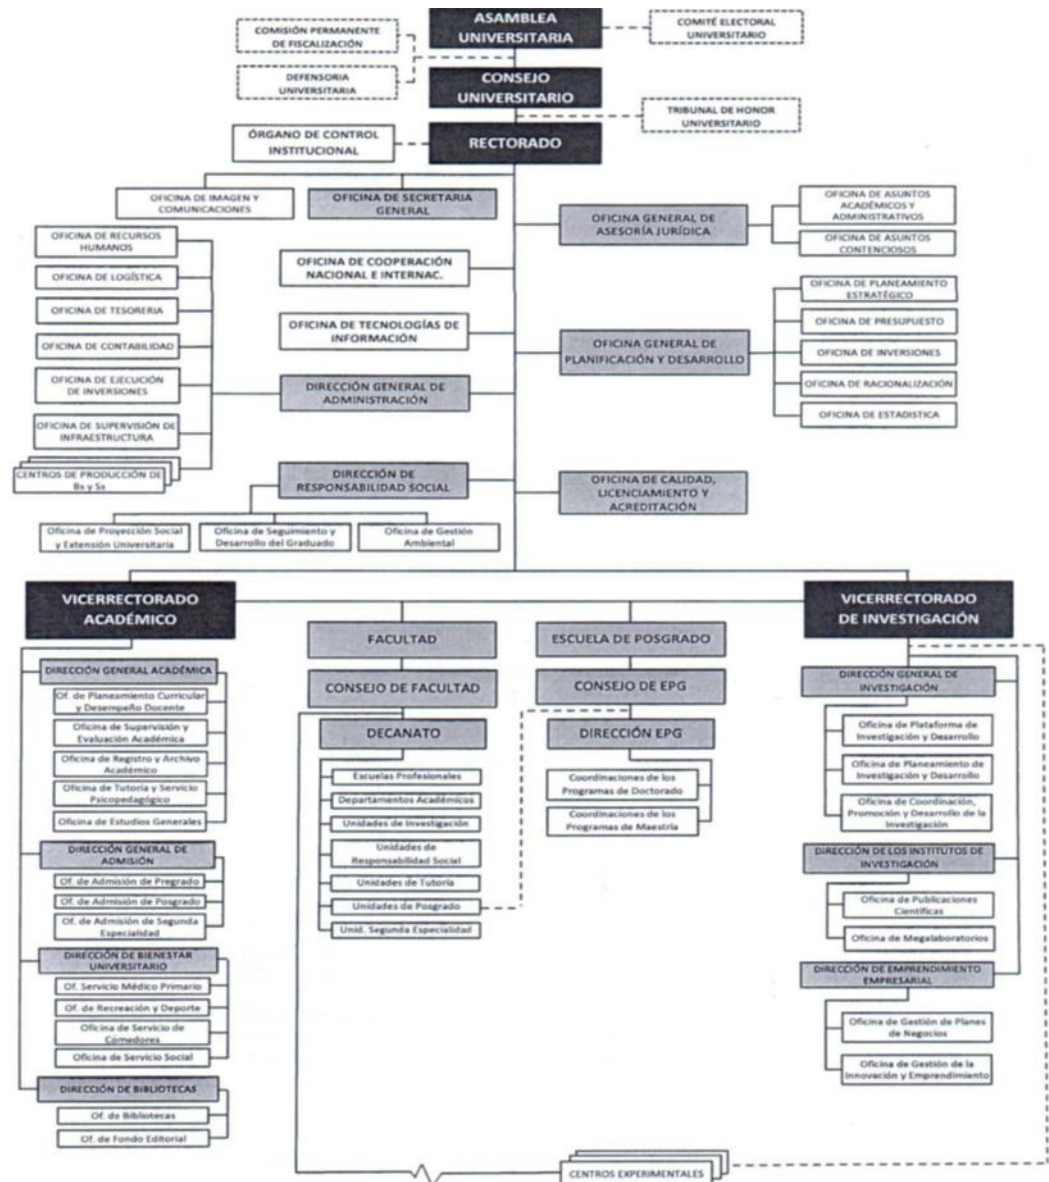 ASAMBLEA
UNIVERSITARIA
COMITÉ ELECTORAL
UNIVERSITARIO
COMISIÓN PERMANENTE
DE FISCALIZACIÓN
DEFENSORIA
UNIVERSITARIA
CONSEJO
UNIVERSITARIO
TRIBUNAL DE HONOR
UNIVERSITARIO
ÓRGANO DE CONTROL
INSTITUCIONAL
RECTORADO
OFICINA DE IMAGEN Y
COMUNICACIONES
OFICINA DE SECRETARIA
GENERAL
OFICINA GENERAL DE
ASESORÍA JURÍDICA
OFICINA DE ASUNTOS
ACADÉMICOS Y
ADMINISTRATIVOS
OFICINA DE ASUNTOS
CONTENCIOSOS
OFICINA DE RECURSOS
HUMANOS
OFICINA DE LOGÍSTICA
OFICINA DE TESORERIA
OFICINA DE CONTABILIDAD
OFICINA DE EJECUCIÓN
DE INVERSIONES
OFICINA DE SUPERVISIÓN DE
INFRAESTRUCTURA
CENTROS DE PRODUCCIÓN DE
Bs y Ss
OFICINA DE COOPERACIÓN
NACIONAL E INTERNAC.
OFICINA DE TECNOLOGÍAS DE
INFORMACIÓN
DIRECCIÓN GENERAL DE
ADMINISTRACIÓN
OFICINA GENERAL DE
PLANIFICACIÓN Y DESARROLLO
OFICINA DE PLANEAMIENTO
ESTRATÉGICO
OFICINA DE PRESUPUESTO
OFICINA DE INVERSIONES
OFICINA DE RACIONALIZACIÓN
OFICINA DE ESTADISTICA
DIRECCIÓN DE
RESPONSABILIDAD SOCIAL
OFICINA DE CALIDAD,
LICENCIAMIENTO Y
ACREDITACIÓN
Oficina de Proyección Social
y Extensión Universitaria
Oficina de Seguimiento y
Desarrollo del Graduado
Oficina de Gestión
Ambiental
VICERRECTORADO
ACADÉMICO
DIRECCIÓN GENERAL ACADÉMICA
Of. de Planeamiento Curricular
y Desempeño Docente
Oficina de Supervisión y
Evaluación Académica
Oficina de Registro y Archivo
Académico
Oficina de Tutoría y Servicio
Psicopedagógico
Oficina de Estudios Generales
DIRECCIÓN GENERAL DE
ADMISIÓN
Of. de Admisión de Pregrado
Of. de Admisión de Posgrado
Of. de Admisión de Segunda
Especialidad
DIRECCIÓN DE BIENESTAR
UNIVERSITARIO
Of. Servicio Médico Primario
Of. de Recreación y Deporte
Oficina de Servicio de
Comedores
Oficina de Servicio Social
DIRECCIÓN DE BIBLIOTECAS
Of. de Bibliotecas
Of. de Fondo Editorial
FACULTAD
CONSEJO DE FACULTAD
DECANATO
Escuelas Profesionales
Departamentos Académicos
Unidades de Investigación
Unidades de
Responsabilidad Social
Unidades de Tutoría
Unidades de Posgrado
Unid. Segunda Especialidad
ESCUELA DE POSGRADO
CONSEJO DE EPG
DIRECCIÓN EPG
Coordinaciones de los
Programas de Doctorado
Coordinaciones de los
Programas de Maestría
VICERRECTORADO
DE INVESTIGACIÓN
DIRECCIÓN GENERAL DE
INVESTIGACIÓN
Oficina de Plataforma de
Investigación y Desarrollo
Oficina de Planeamiento de
Investigación y Desarrollo
Oficina de Coordinación,
Promoción y Desarrollo de la
Investigación
DIRECCIÓN DE LOS INSTITUTOS DE
INVESTIGACIÓN
Oficina de Publicaciones
Científicas
Oficina de Megalaboratorios
DIRECCIÓN DE EMPRENDIMIENTO
EMPRESARIAL
Oficina de Gestión de Planes
de Negocios
Oficina de Gestión de la
Innovación y Emprendimiento
CENTROS EXPERIMENTALES